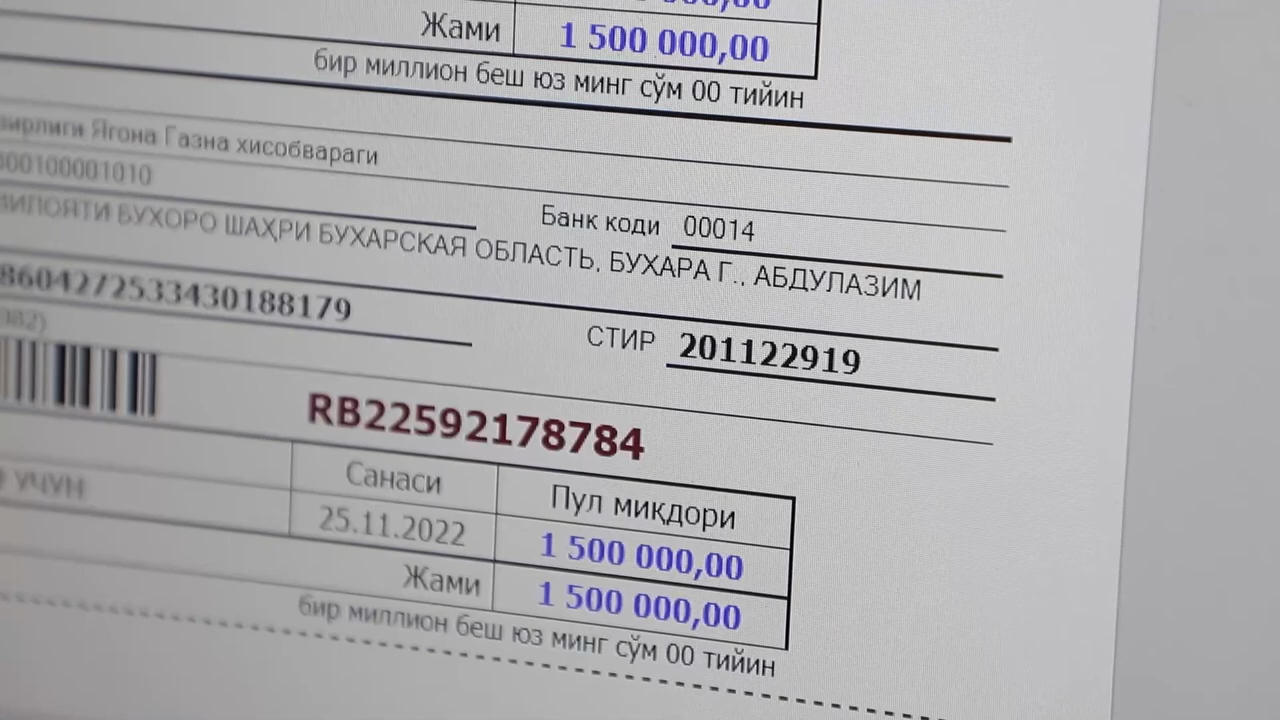 Жами 1 500 000,00
бир миллион беш юз минг сўм 00 тийин
Ягона Газна хисобвараги
00100001010
Банк коди 00014
ВИЛОЯТИ БУХОРО ШАҲРИ БУХАРСКАЯ ОБЛАСТЬ, БУХАРА Г., АБДУЛАЗИМ
8604272533430188179
СТИР 201122919
RB22592178784
Санаси Пул миқдори
УЧУН 25.11.2022 1 500 000,00
Жами 1 500 000,00
бир миллион беш юз минг сўм 00 тийин